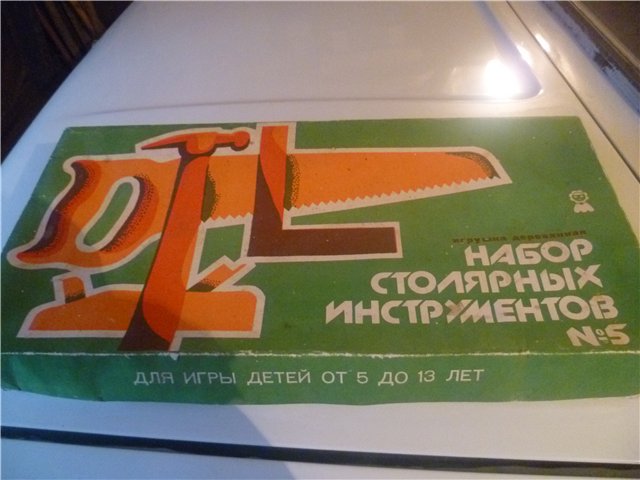 игрушка деревянная
НАБОР
СТОЛЯРНЫХ
ИНСТРУМЕНТОВ
№5
ДЛЯ ИГРЫ ДЕТЕЙ ОТ 5 ДО 13 ЛЕТ